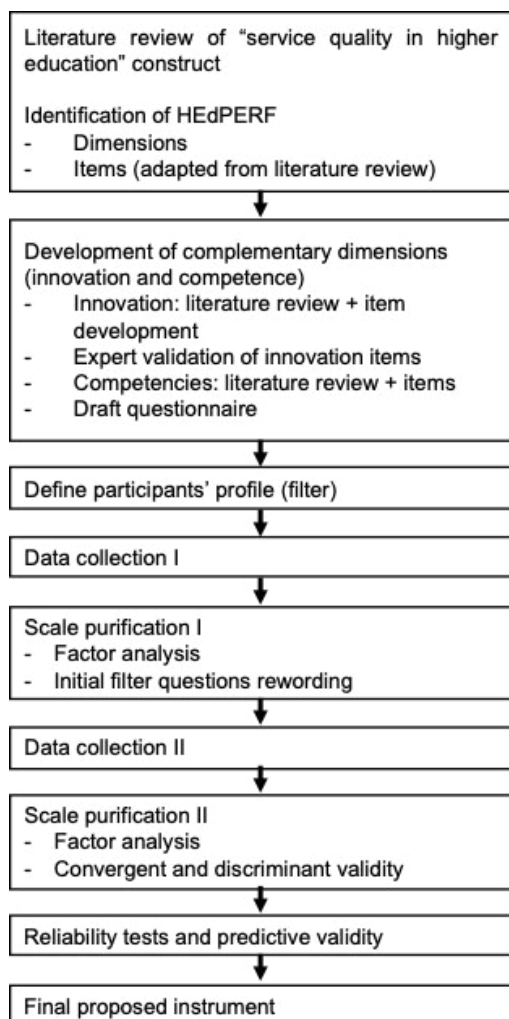 Literature review of “service quality in higher
education” construct
Identification of HEdPERF
- Dimensions
- Items (adapted from literature review)
Development of complementary dimensions
(innovation and competence)
- Innovation: literature review + item
development
- Expert validation of innovation items
- Competencies: literature review + items
- Draft questionnaire
Define participants’ profile (filter)
Data collection I
Scale purification I
- Factor analysis
- Initial filter questions rewording
Data collection II
Scale purification II
- Factor analysis
- Convergent and discriminant validity
Reliability tests and predictive validity
Final proposed instrument